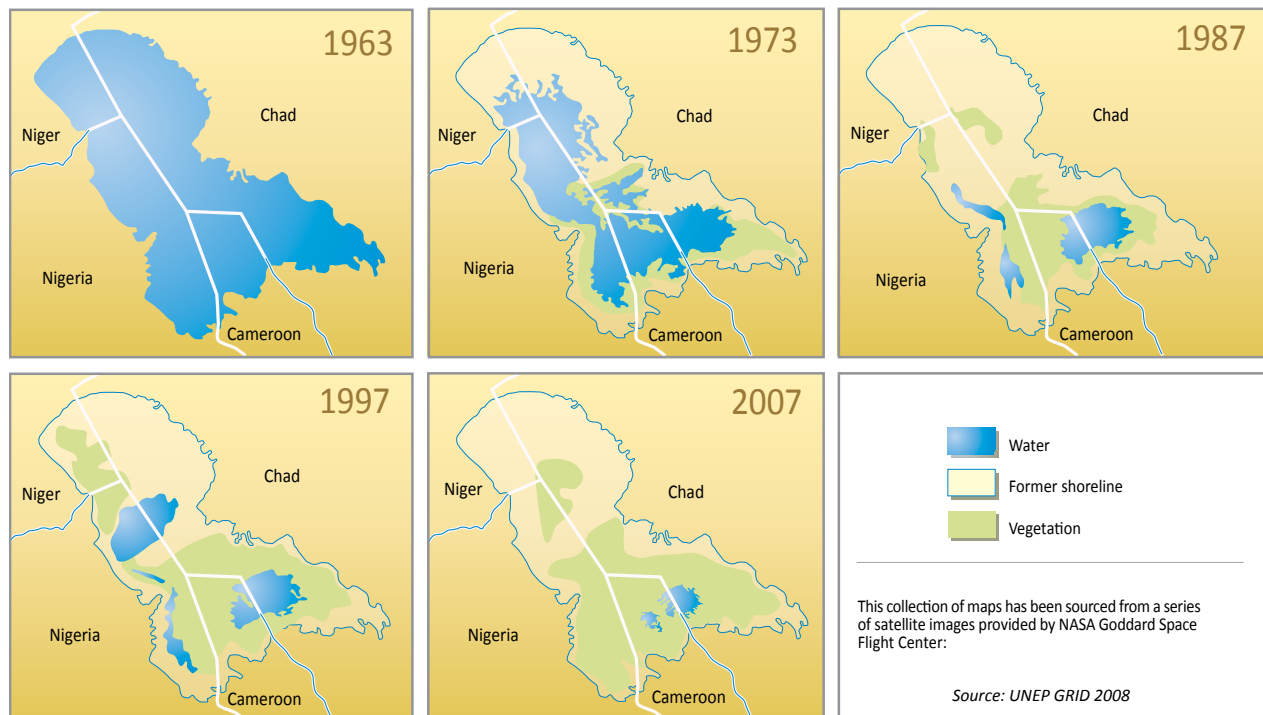 1963
Chad
Niger
Nigeria
Cameroon
1973
Chad
Niger
Nigeria
Cameroon
1987
Chad
Niger
Nigeria
Cameroon
1997
Chad
Niger
Nigeria
Cameroon
2007
Chad
Niger
Nigeria
Cameroon
Water
Former shoreline
Vegetation
This collection of maps has been sourced from a series
of satellite images provided by NASA Goddard Space
Flight Center:
Source: UNEP GRID 2008